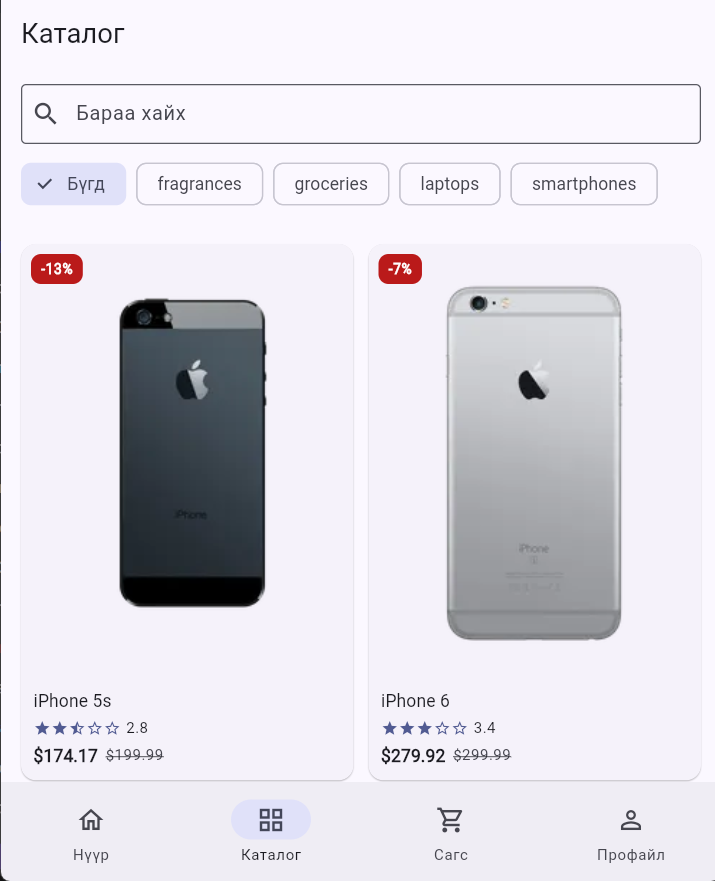 Каталог
Бараа хайх
Бүгд fragrances groceries laptops smartphones
-13% -7%
iPhone
iPhone
iPhone 5s
2.8
$174.17 $199.99
iPhone 6
3.4
$279.92 $299.99
Нүүр Каталог Сагс Профайл